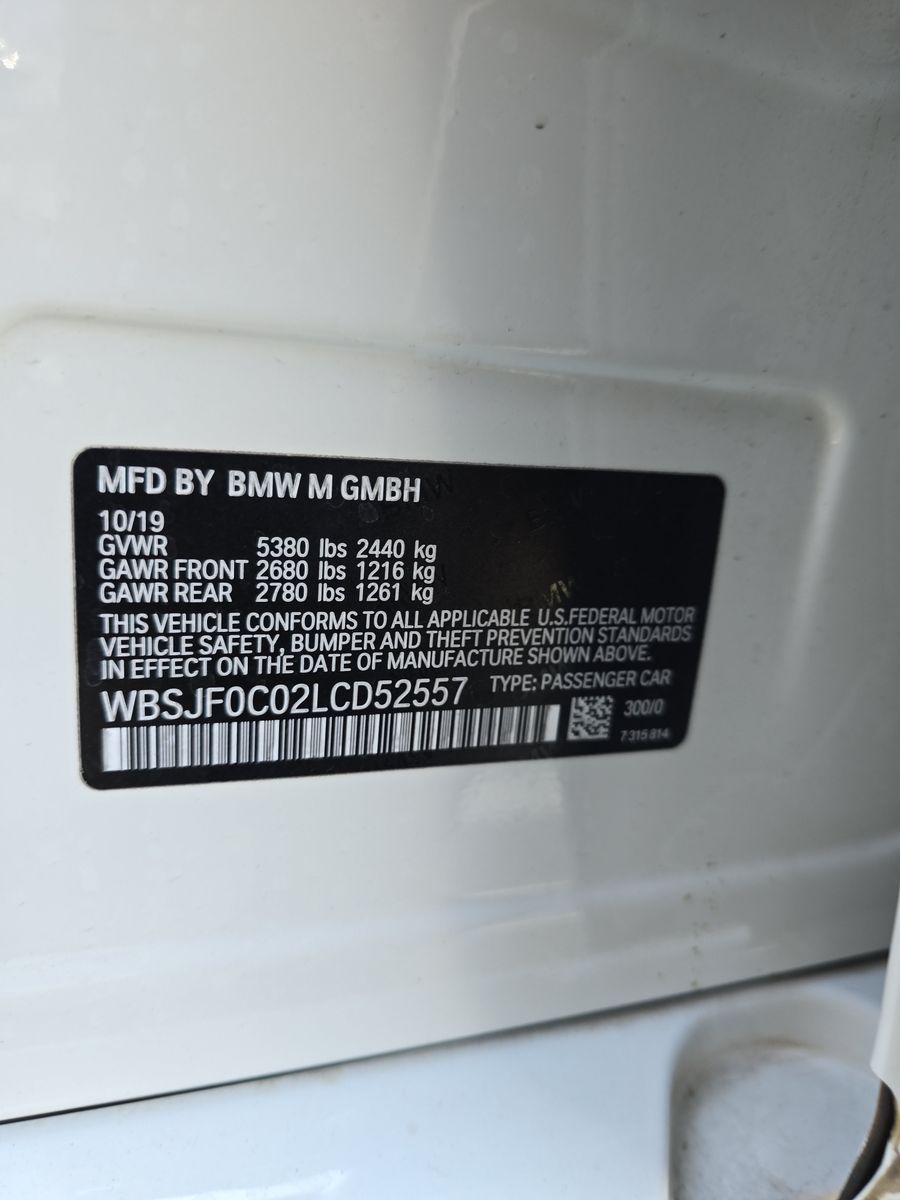 MFD BY BMW M GMBH
10/19
GVWR 5380 lbs 2440 kg
GAWR FRONT 2680 lbs 1216 kg
GAWR REAR 2780 lbs 1261 kg
THIS VEHICLE CONFORMS TO ALL APPLICABLE U.S.FEDERAL MOTOR
VEHICLE SAFETY, BUMPER AND THEFT PREVENTION STANDARDS
IN EFFECT ON THE DATE OF MANUFACTURE SHOWN ABOVE.
WBSJF0C02LCD52557 TYPE: PASSENGER CAR
300/0
7 315 814